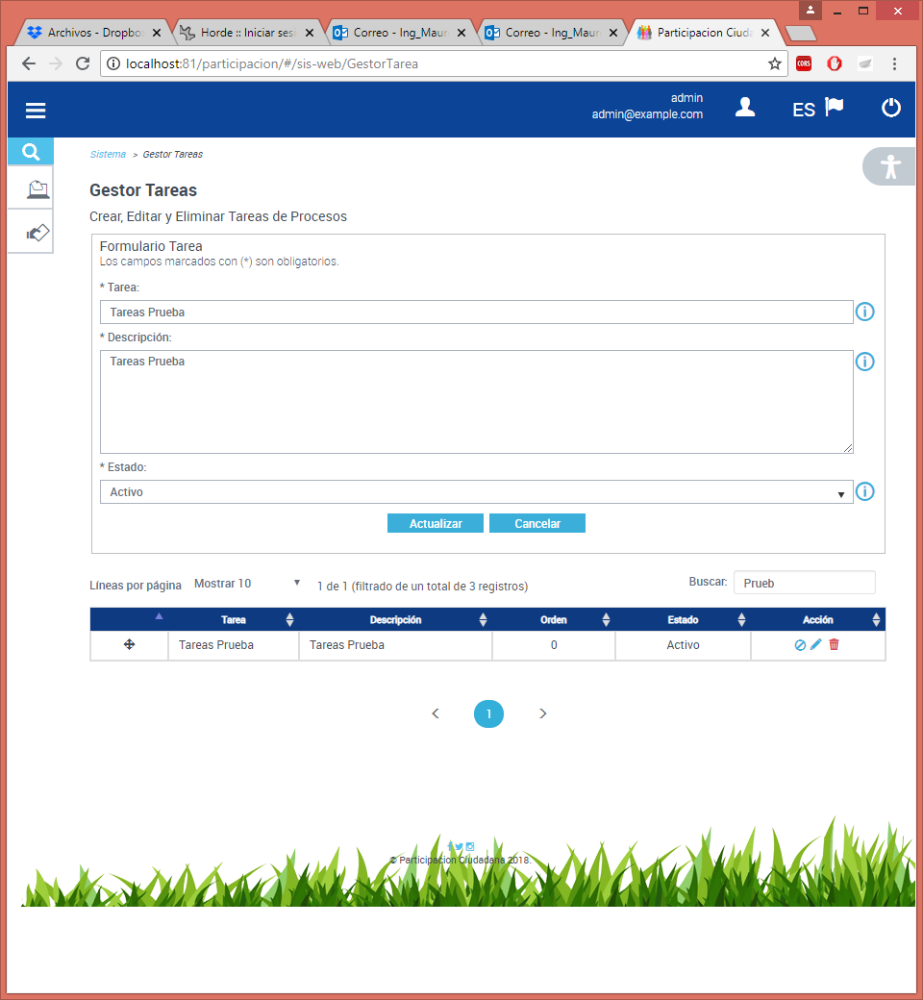 Archivos - Dropbo
Horde :: Iniciar ses
Correo - Ing_Maur
Correo - Ing_Maur
Participacion Ciuda
localhost:81/participacion/#/sis-web/GestorTarea
CORS
admin
admin@example.com
ES
Sistema > Gestor Tareas
Gestor Tareas
Crear, Editar y Eliminar Tareas de Procesos
Formulario Tarea
Los campos marcados con (*) son obligatorios.
* Tarea:
Tareas Prueba
* Descripción:
Tareas Prueba
* Estado:
Activo
Actualizar Cancelar
Líneas por página Mostrar 10 1 de 1 (filtrado de un total de 3 registros) Buscar: Prueb
Tarea Descripción Orden Estado Acción
Tareas Prueba Tareas Prueba 0 Activo
< 1 >
© Participacion Ciudadana 2018.